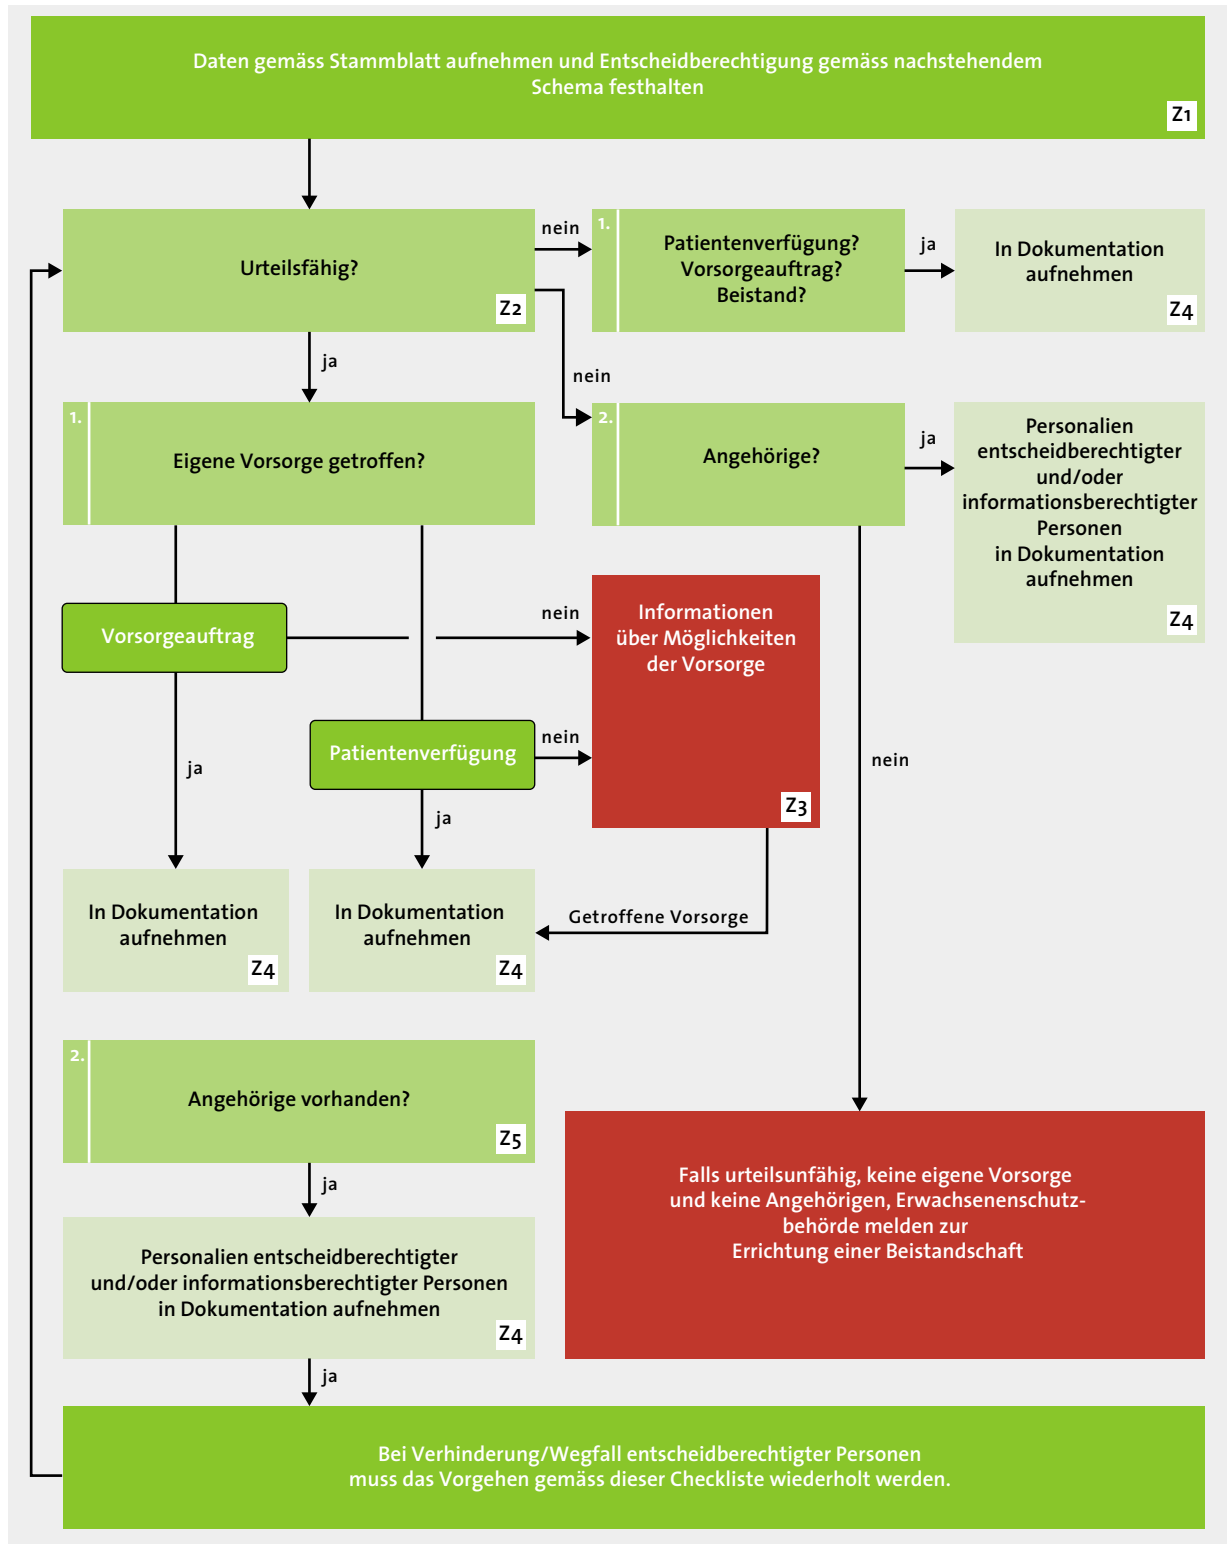 Daten gemäss Stammblatt aufnehmen und Entscheidberechtigung gemäss nachstehendem
Schema festhalten
Z1
Urteilsfähig?
Z2
nein
1.
Patientenverfügung?
Vorsorgeauftrag?
Beistand?
ja
In Dokumentation
aufnehmen
Z4
ja
nein
1.
Eigene Vorsorge getroffen?
2.
Angehörige?
ja
Personalien
entscheidberechtigter
und/oder
informationsberechtigter
Personen
in Dokumentation
aufnehmen
Z4
Vorsorgeauftrag
nein
Informationen
über Möglichkeiten
der Vorsorge
Z3
Patientenverfügung
nein
ja
ja
nein
In Dokumentation
aufnehmen
Z4
In Dokumentation
aufnehmen
Z4
Getroffene Vorsorge
2.
Angehörige vorhanden?
Z5
ja
Personalien entscheidberechtigter
und/oder informationsberechtigter Personen
in Dokumentation aufnehmen
Z4
Falls urteilsunfähig, keine eigene Vorsorge
und keine Angehörigen, Erwachsenenschutz-
behörde melden zur
Errichtung einer Beistandschaft
ja
Bei Verhinderung/Wegfall entscheidberechtigter Personen
muss das Vorgehen gemäss dieser Checkliste wiederholt werden.